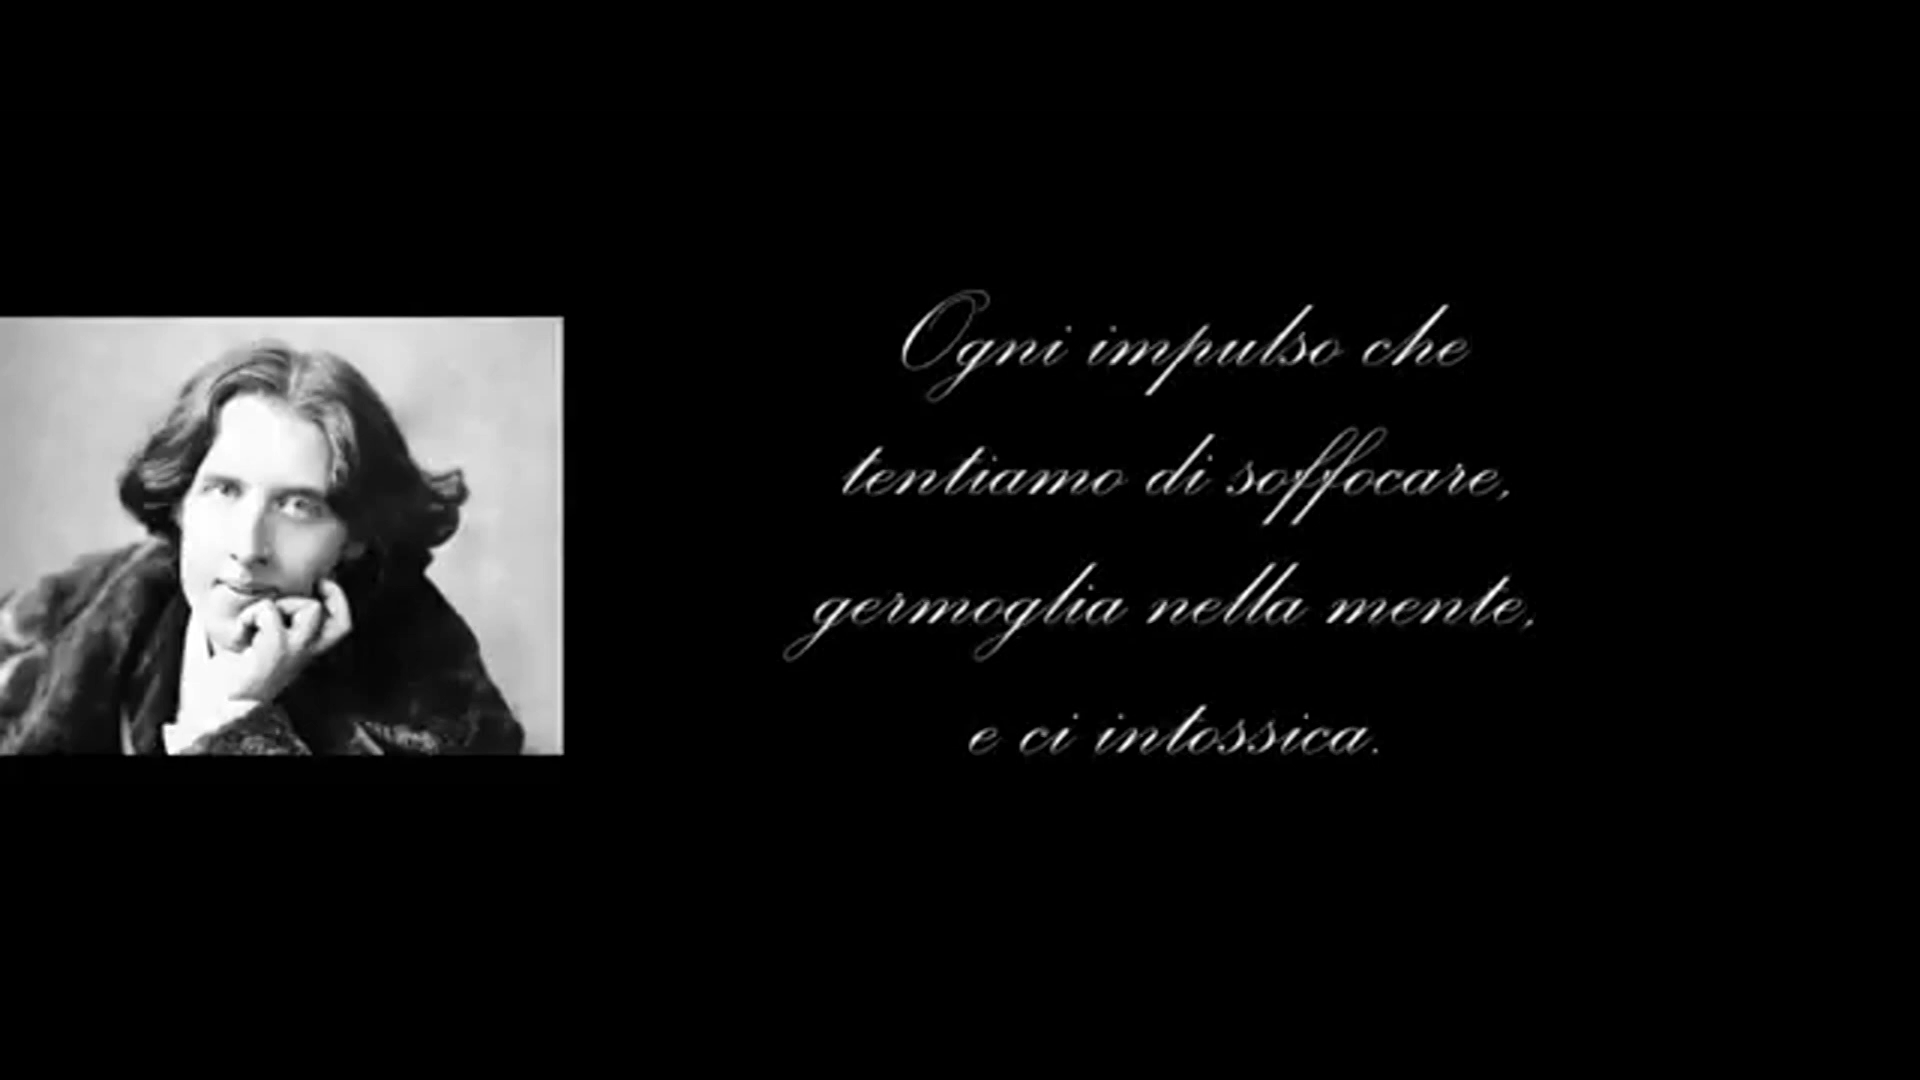 Ogni impulso che
tentiamo di soffocare,
germoglia nella mente,
e ci intossica.